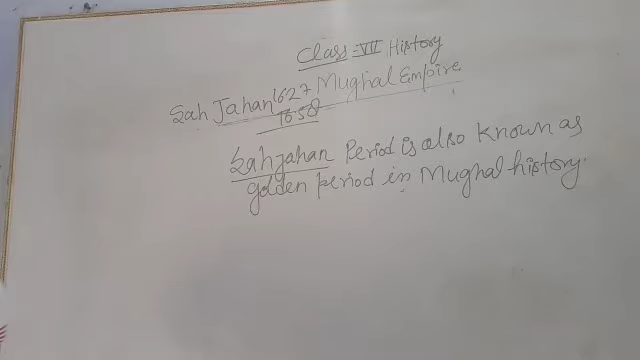 Class-VII History
Sah Jahan 1627 Mughal Empire
1658
Sahjahan Period is also Known as
golden period in Mughal history.